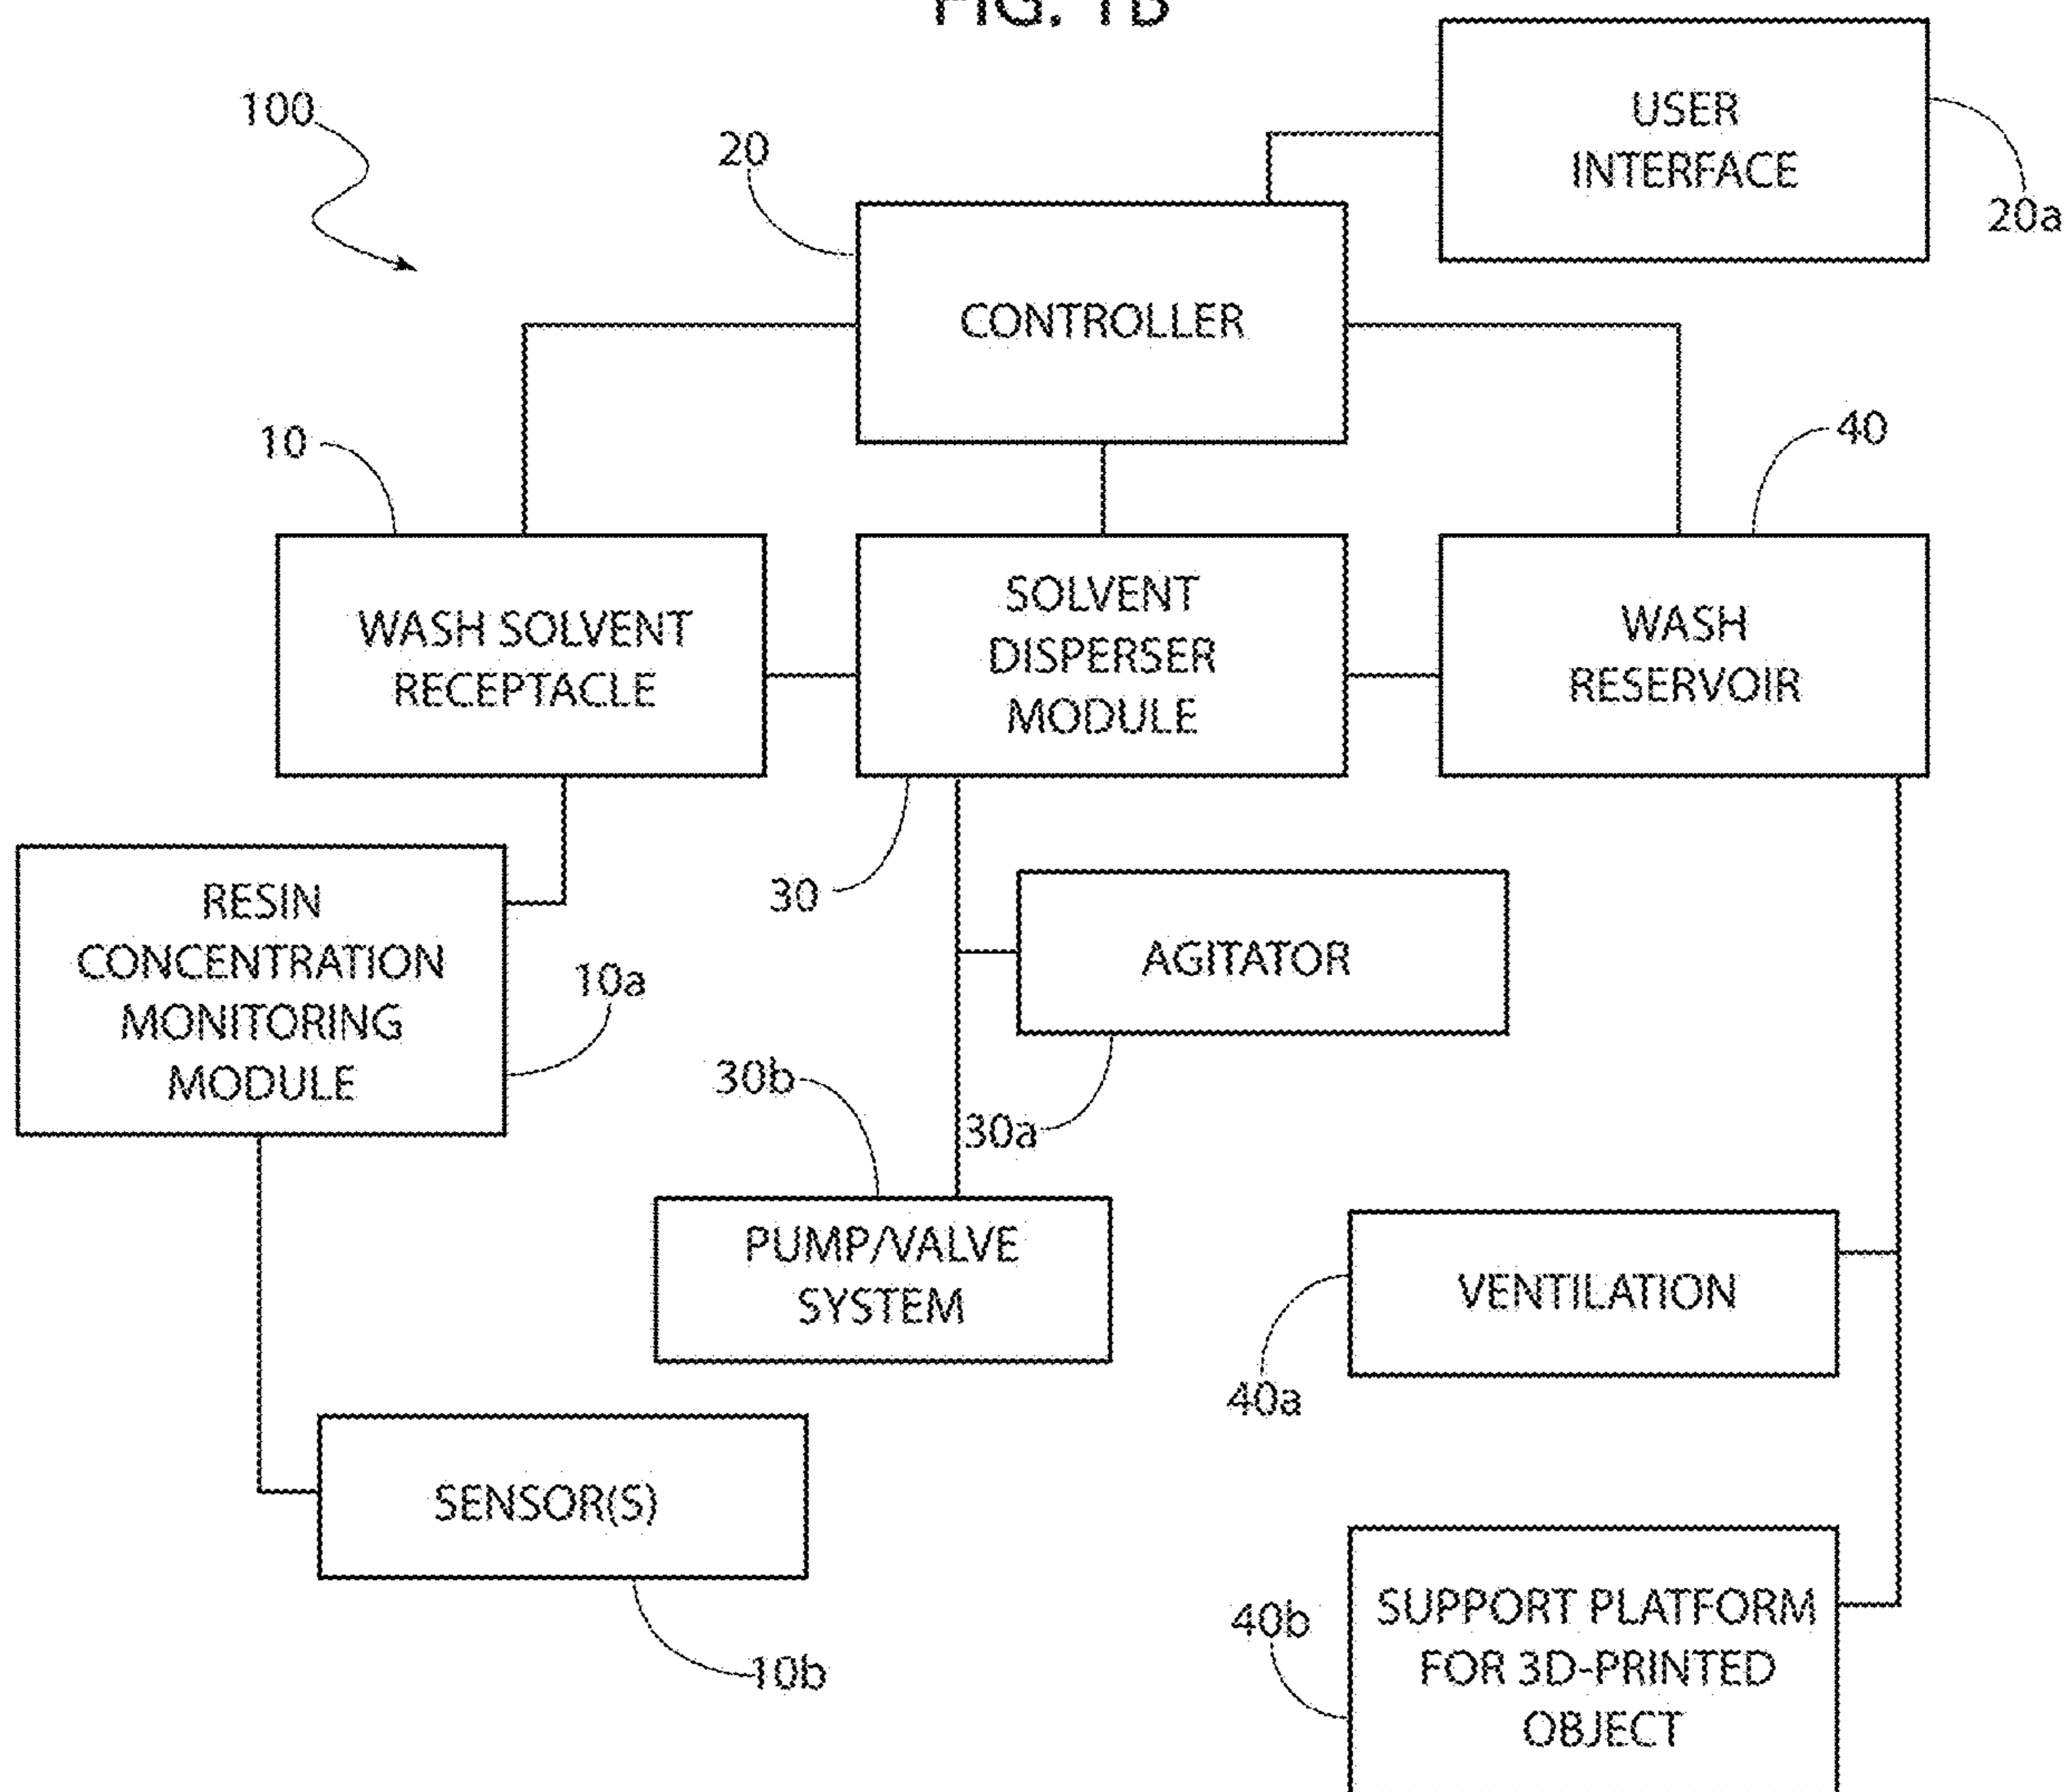 FIG. 1B
100
20
USER
INTERFACE
20a
CONTROLLER
10
40
WASH SOLVENT
RECEPTACLE
SOLVENT
DISPERSER
MODULE
WASH
RESERVOIR
30
RESIN
CONCENTRATION
MONITORING
MODULE
10a
AGITATOR
30b
30a
PUMP/VALVE
SYSTEM
VENTILATION
40a
SENSOR(S)
10b
40b
SUPPORT PLATFORM
FOR 3D-PRINTED
OBJECT